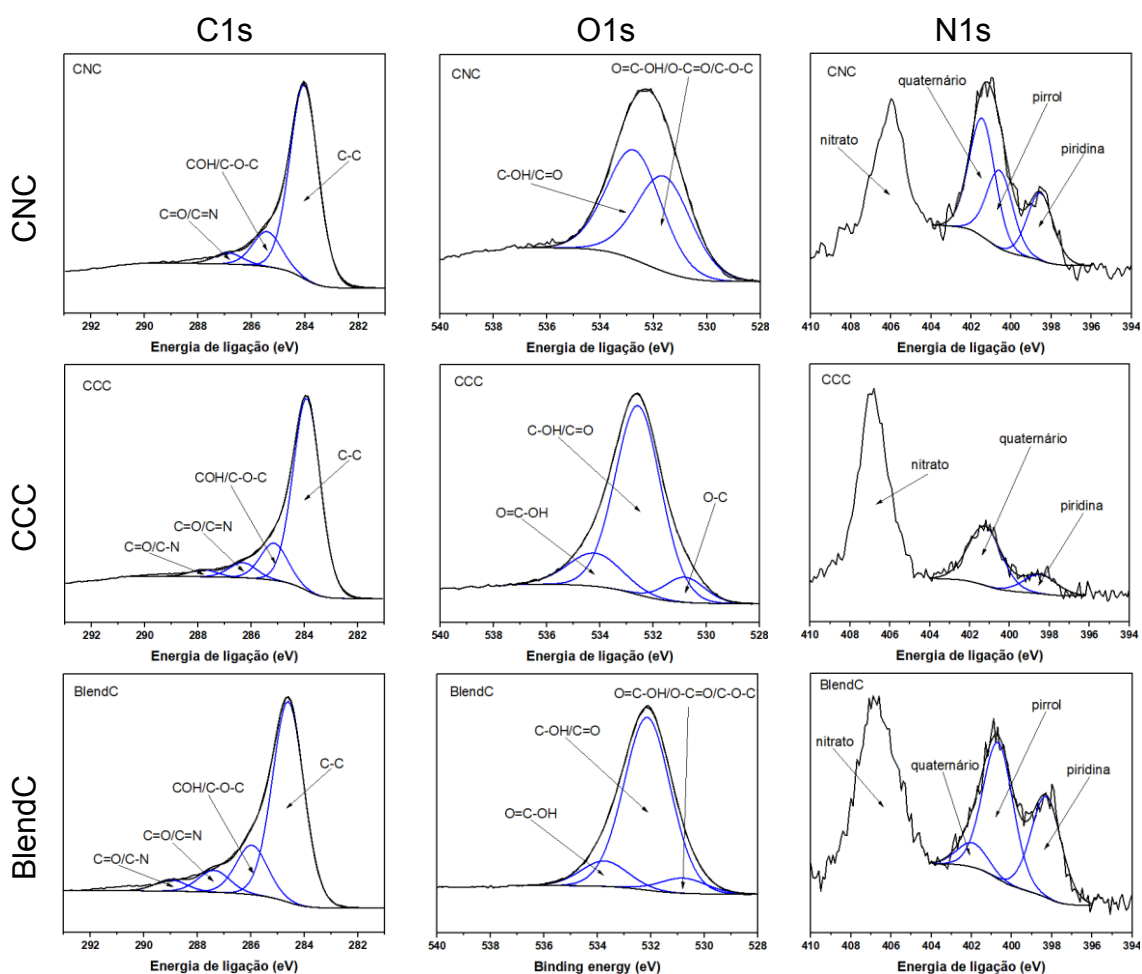 C1s
O1s
N1s
CNC
CNC
C-C
COH/C-O-C
C=O/C=N
292 290 288 286 284 282
Energia de ligação (eV)
CNC
O=C-OH/O-C=O/C-O-C
C-OH/C=O
540 538 536 534 532 530 528
Energia de ligação (eV)
CNC
quaternário
pirrol
nitrato
piridina
410 408 406 404 402 400 398 396 394
Energia de ligação (eV)
CCC
CCC
C-C
COH/C-O-C
C=O/C=N
C=O/C-N
292 290 288 286 284 282
Energia de ligação (eV)
CCC
C-OH/C=O
O-C
O=C-OH
540 538 536 534 532 530 528
Energia de ligação (eV)
CCC
quaternário
nitrato
piridina
410 408 406 404 402 400 398 396 394
Energia de ligação (eV)
BlendC
BlendC
C-C
COH/C-O-C
C=O/C=N
C=O/C-N
292 290 288 286 284 282
Energia de ligação (eV)
BlendC
O=C-OH/O-C=O/C-O-C
C-OH/C=O
O=C-OH
540 538 536 534 532 530 528
Binding energy (eV)
BlendC
pirrol
nitrato
quaternário
piridina
410 408 406 404 402 400 398 396 394
Energia de ligação (eV)